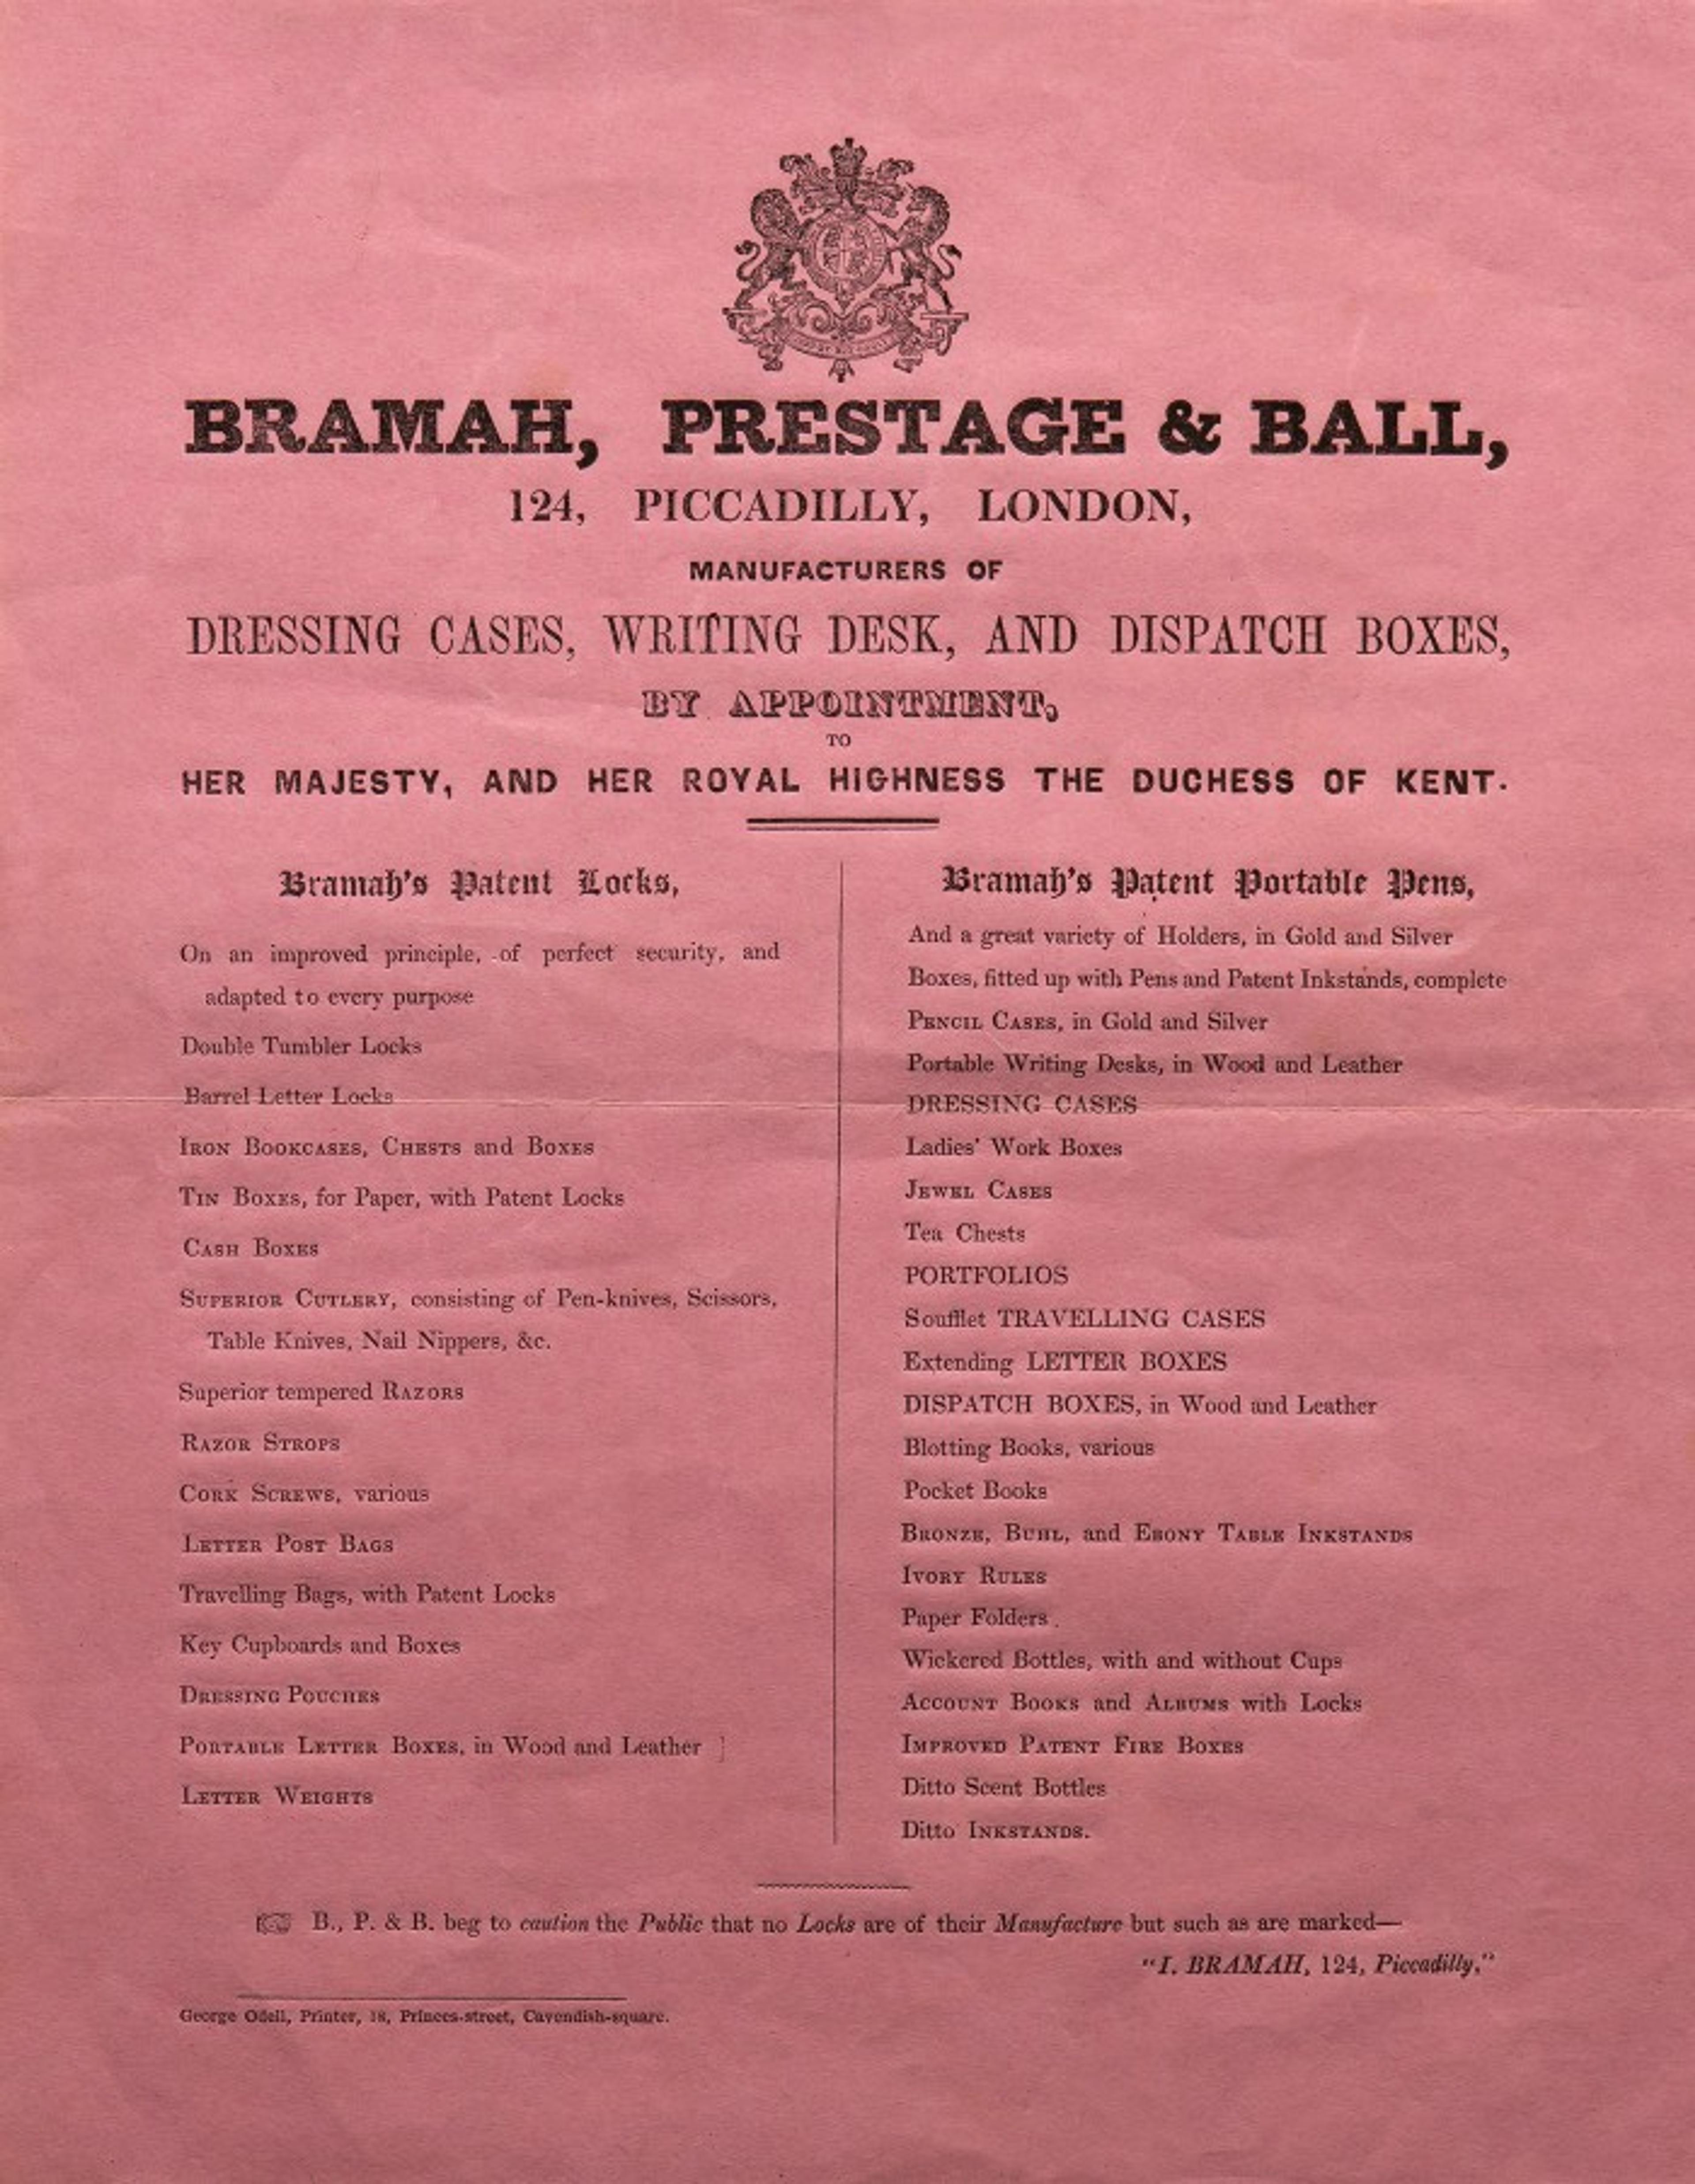 BRAMAH, PRESTAGE & BALL,
124, PICCADILLY, LONDON,
MANUFACTURERS OF
DRESSING CASES, WRITING DESK, AND DISPATCH BOXES,
BY APPOINTMENT,
TO
HER MAJESTY, AND HER ROYAL HIGHNESS THE DUCHESS OF KENT.
Bramah's Patent Locks,
On an improved principle, of perfect security, and
adapted to every purpose
Double Tumbler Locks
Barrel Letter Locks
IRON BOOKCASES, CHESTS and BOXES
TIN BOXES, for Paper, with Patent Locks
CASH BOXES
SUPERIOR CUTLERY, consisting of Pen-knives, Scissors,
Table Knives, Nail Nippers, &c.
Superior tempered RAZORS
RAZOR STROPS
CORK SCREWS, various
LETTER POST BAGS
Travelling Bags, with Patent Locks
Key Cupboards and Boxes
DRESSING POUCHES
PORTABLE LETTER BOXES, in Wood and Leather ]
LETTER WEIGHTS
Bramah's Patent Portable Pens,
And a great variety of Holders, in Gold and Silver
Boxes, fitted up with Pens and Patent Inkstands, complete
PENCIL CASES, in Gold and Silver
Portable Writing Desks, in Wood and Leather
DRESSING CASES
Ladies' Work Boxes
JEWEL CASES
Tea Chests
PORTFOLIOS
Soufflet TRAVELLING CASES
Extending LETTER BOXES
DISPATCH BOXES, in Wood and Leather
Blotting Books, various
Pocket Books
BRONZE, BUHL, and EBONY TABLE INKSTANDS
IVORY RULES
Paper Folders.
Wickered Bottles, with and without Cups
ACCOUNT BOOKS and ALBUMS with Locks
IMPROVED PATENT FIRE BOXES
Ditto Scent Bottles
Ditto INKSTANDS.
☞ B., P. & B. beg to caution the Public that no Locks are of their Manufacture but such as are marked—
"I. BRAMAH, 124, Piccadilly."
George Odell, Printer, 18, Princes-street, Cavendish-square.